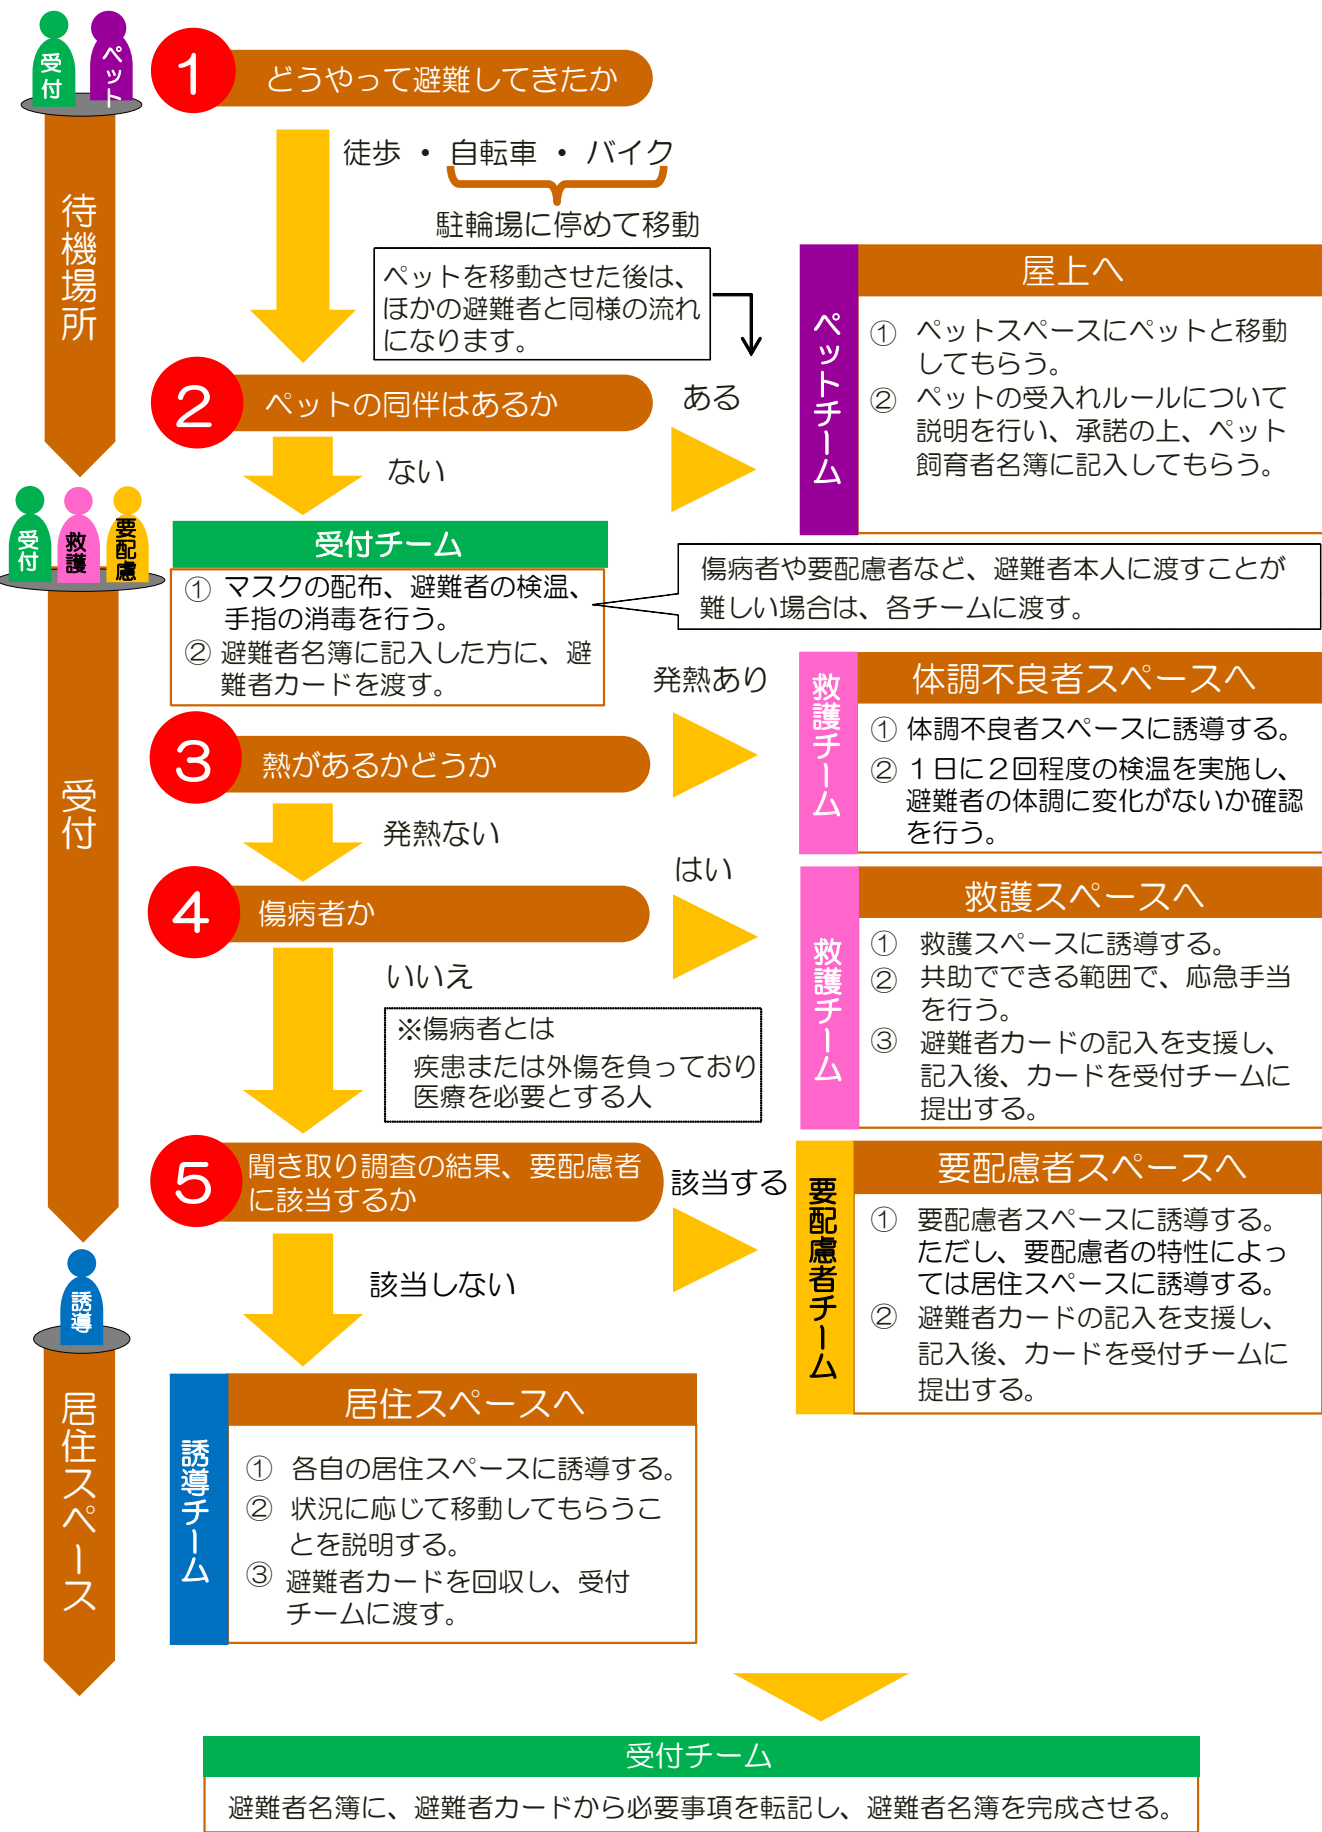 受付
ペット
1
どうやって避難してきたか
待機場所
徒歩 ・ 自転車 ・ バイク
駐輪場に停めて移動
ペットを移動させた後は、
ほかの避難者と同様の流れ
になります。
2
ペットの同伴はあるか
ある
ない
ペットチーム
屋上へ
① ペットスペースにペットと移動
してもらう。
② ペットの受入れルールについて
説明を行い、承諾の上、ペット
飼育者名簿に記入してもらう。
受付
救護
要配慮
受付
受付チーム
① マスクの配布、避難者の検温、
手指の消毒を行う。
② 避難者名簿に記入した方に、避
難者カードを渡す。
傷病者や要配慮者など、避難者本人に渡すことが
難しい場合は、各チームに渡す。
3
熱があるかどうか
発熱あり
発熱ない
救護チーム
体調不良者スペースへ
① 体調不良者スペースに誘導する。
② 1日に2回程度の検温を実施し、
避難者の体調に変化がないか確認
を行う。
4
傷病者か
はい
いいえ
※傷病者とは
疾患または外傷を負っており
医療を必要とする人
救護チーム
救護スペースへ
① 救護スペースに誘導する。
② 共助でできる範囲で、応急手当
を行う。
③ 避難者カードの記入を支援し、
記入後、カードを受付チームに
提出する。
5
聞き取り調査の結果、要配慮者
に該当するか
該当する
該当しない
要配慮者チーム
要配慮者スペースへ
① 要配慮者スペースに誘導する。
ただし、要配慮者の特性によっ
ては居住スペースに誘導する。
② 避難者カードの記入を支援し、
記入後、カードを受付チームに
提出する。
誘導
居住スペース
誘導チーム
居住スペースへ
① 各自の居住スペースに誘導する。
② 状況に応じて移動してもらうこ
とを説明する。
③ 避難者カードを回収し、受付
チームに渡す。
受付チーム
避難者名簿に、避難者カードから必要事項を転記し、避難者名簿を完成させる。